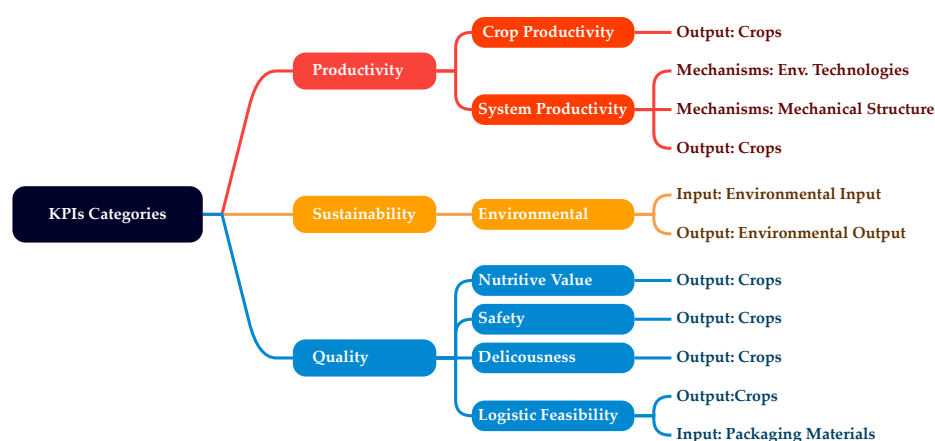 KPIs Categories
Productivity
Crop Productivity
Output: Crops
System Productivity
Mechanisms: Env. Technologies
Mechanisms: Mechanical Structure
Output: Crops
Sustainability
Environmental
Input: Environmental Input
Output: Environmental Output
Quality
Nutritive Value
Output: Crops
Safety
Output: Crops
Delicousness
Output: Crops
Logistic Feasibility
Output:Crops
Input: Packaging Materials